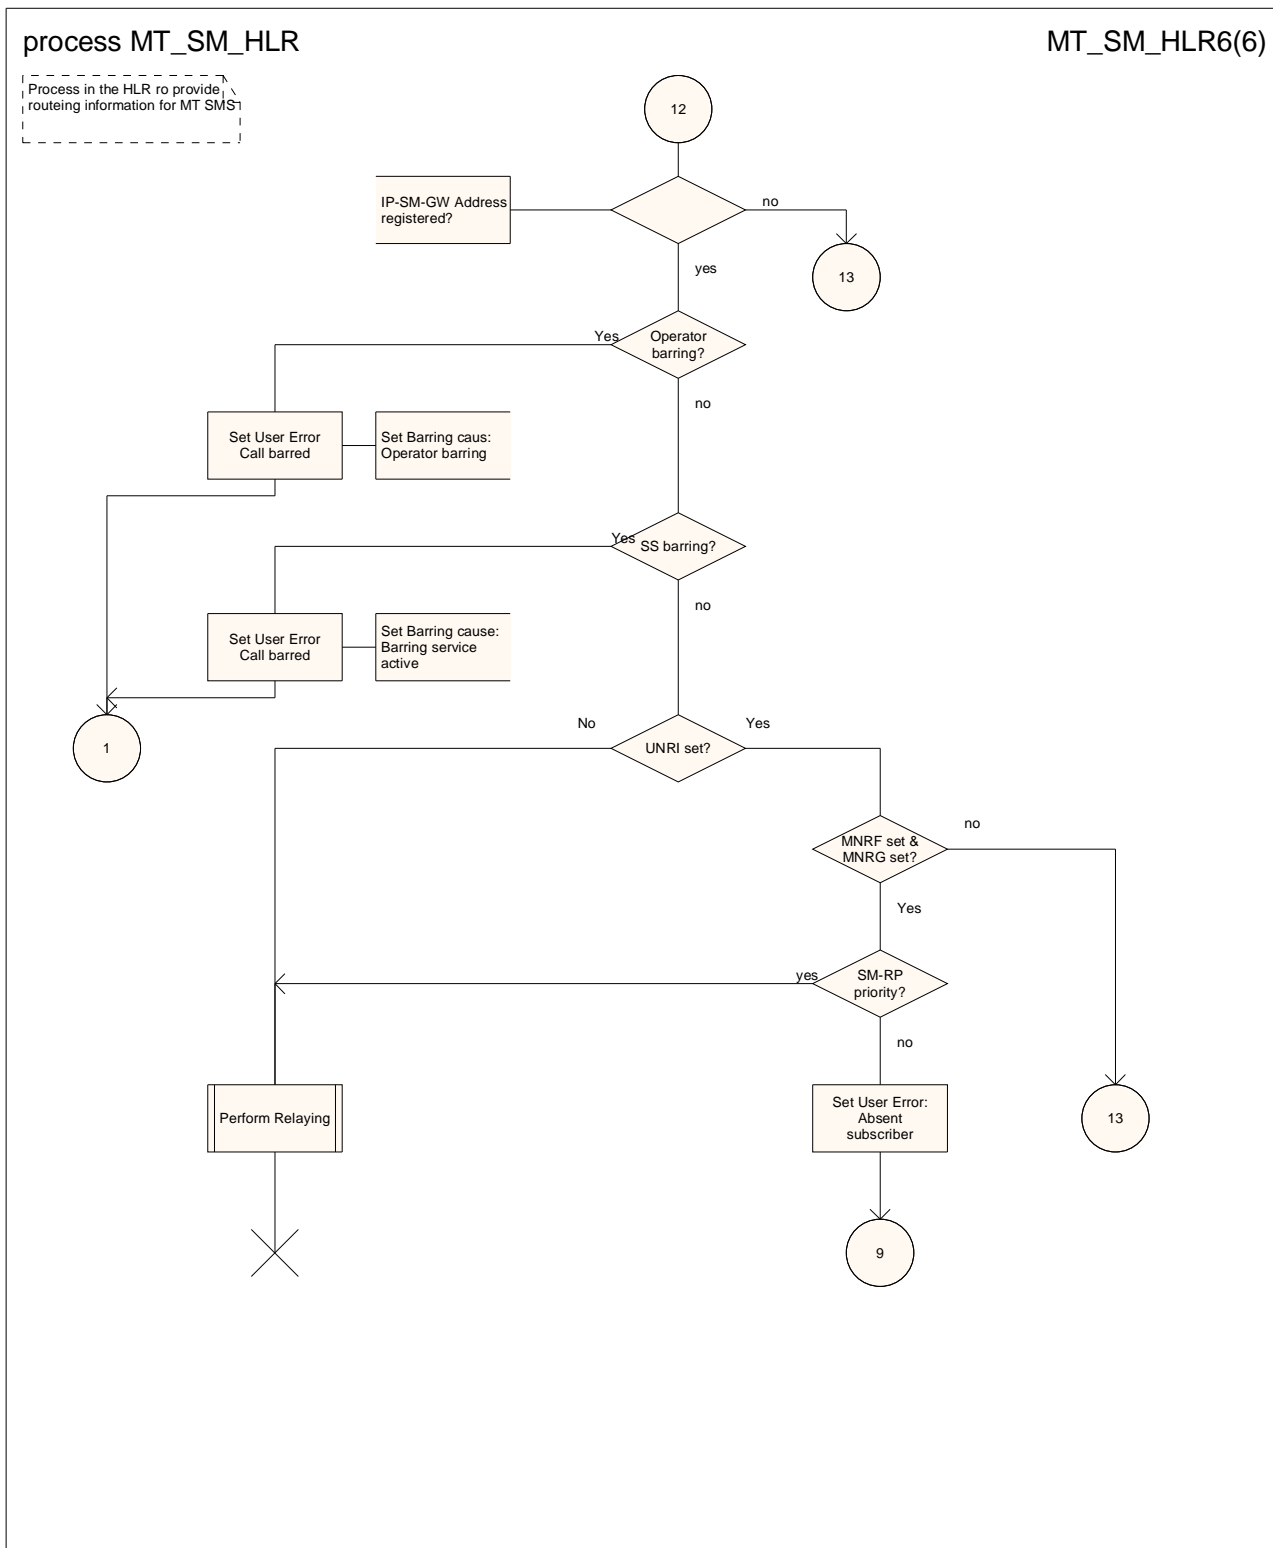 process MT_SM_HLR
MT_SM_HLR6(6)
Process in the HLR ro provide
routeing information for MT SMS
12
IP-SM-GW Address
registered?
no
13
yes
Yes
Operator
barring?
no
Set User Error
Call barred
Set Barring caus:
Operator barring
Yes
SS barring?
no
Set User Error
Call barred
Set Barring cause:
Barring service
active
1
No
UNRI set?
Yes
MNRF set &
MNRG set?
no
Yes
yes
SM-RP
priority?
no
Perform Relaying
Set User Error:
Absent
subscriber
13
9